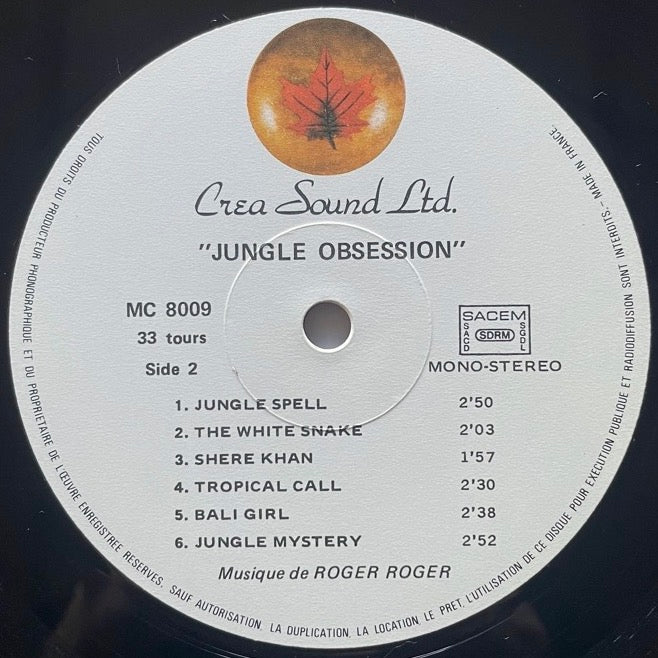 Crea Sound Ltd.
"JUNGLE OBSESSION"
MC 8009
33 tours
Side 2
SACEM
SACD
SDRM
SGDL
MONO-STEREO
1. JUNGLE SPELL 2'50
2. THE WHITE SNAKE 2'03
3. SHERE KHAN 1'57
4. TROPICAL CALL 2'30
5. BALI GIRL 2'38
6. JUNGLE MYSTERY 2'52
Musique de ROGER ROGER
TOUS DROITS DU PRODUCTEUR PHONOGRAPHIQUE ET DU PROPRIETAIRE DE L'ŒUVRE ENREGISTREE RESERVES. SAUF AUTORISATION, LA DUPLICATION, LA LOCATION, LE PRET, L'UTILISATION DE CE DISQUE POUR EXECUTION PUBLIQUE ET RADIODIFFUSION SONT INTERDITS. - MADE IN FRANCE.